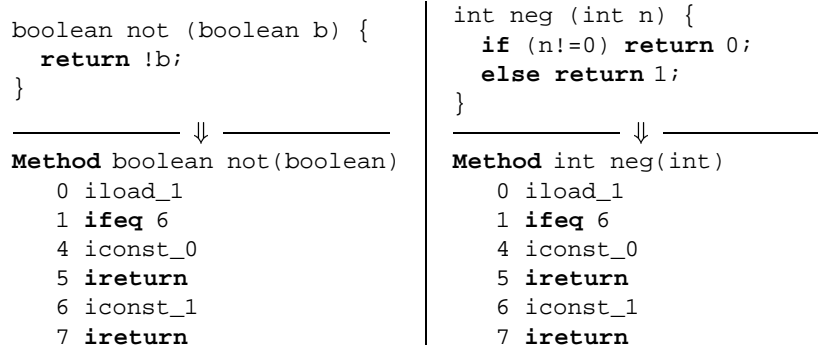 boolean not (boolean b) {
return !b;
}
⇓
Method boolean not(boolean)
0 iload_1
1 ifeq 6
4 iconst_0
5 ireturn
6 iconst_1
7 ireturn
int neg (int n) {
if (n!=0) return 0;
else return 1;
}
⇓
Method int neg(int)
0 iload_1
1 ifeq 6
4 iconst_0
5 ireturn
6 iconst_1
7 ireturn